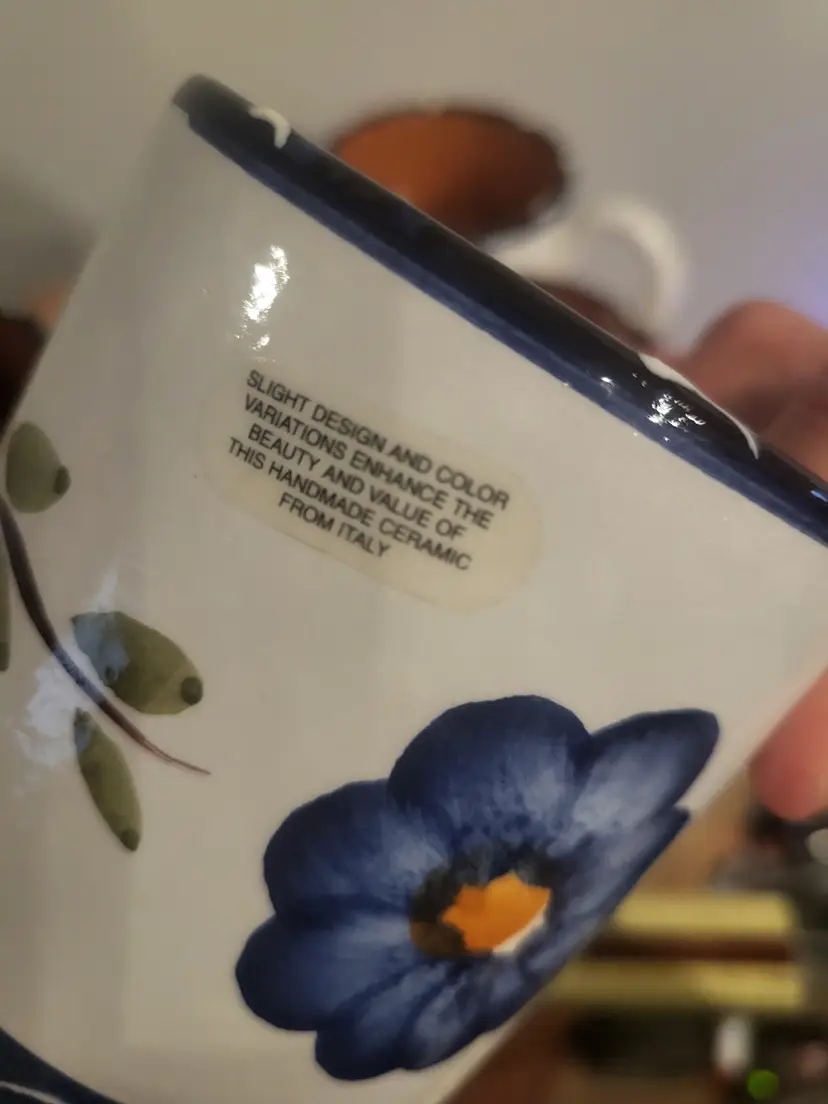 SLIGHT DESIGN AND COLOR
VARIATIONS ENHANCE THE
BEAUTY AND VALUE OF
THIS HANDMADE CERAMIC
FROM ITALY